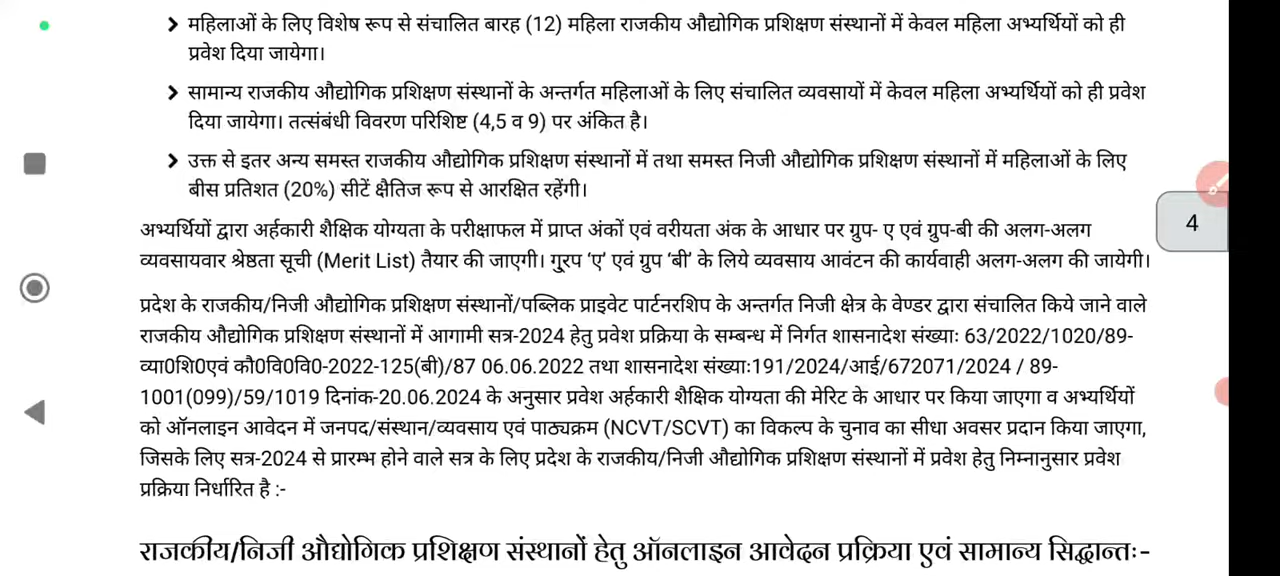 ❯ महिलाओं के लिए विशेष रूप से संचालित बारह (12) महिला राजकीय औद्योगिक प्रशिक्षण संस्थानों में केवल महिला अभ्यर्थियों को ही
प्रवेश दिया जायेगा।
❯ सामान्य राजकीय औद्योगिक प्रशिक्षण संस्थानों के अन्तर्गत महिलाओं के लिए संचालित व्यवसायों में केवल महिला अभ्यर्थियों को ही प्रवेश
दिया जायेगा। तत्संबंधी विवरण परिशिष्ट (4,5 व 9) पर अंकित है।
❯ उक्त से इतर अन्य समस्त राजकीय औद्योगिक प्रशिक्षण संस्थानों में तथा समस्त निजी औद्योगिक प्रशिक्षण संस्थानों में महिलाओं के लिए
बीस प्रतिशत (20%) सीटें क्षैतिज रूप से आरक्षित रहेंगी।
4
अभ्यर्थियों द्वारा अर्हकारी शैक्षिक योग्यता के परीक्षाफल में प्राप्त अंकों एवं वरीयता अंक के आधार पर ग्रुप- ए एवं ग्रुप-बी की अलग-अलग
व्यवसायवार श्रेष्ठता सूची (Merit List) तैयार की जाएगी। गु्रप 'ए' एवं ग्रुप 'बी' के लिये व्यवसाय आवंटन की कार्यवाही अलग-अलग की जायेगी।
प्रदेश के राजकीय/निजी औद्योगिक प्रशिक्षण संस्थानों/पब्लिक प्राइवेट पार्टनरशिप के अन्तर्गत निजी क्षेत्र के वेण्डर द्वारा संचालित किये जाने वाले
राजकीय औद्योगिक प्रशिक्षण संस्थानों में आगामी सत्र-2024 हेतु प्रवेश प्रक्रिया के सम्बन्ध में निर्गत शासनादेश संख्याः 63/2022/1020/89-
व्या0शि0एवं कौ0वि0वि0-2022-125(बी)/87 06.06.2022 तथा शासनादेश संख्याः191/2024/आई/672071/2024 / 89-
1001(099)/59/1019 दिनांक-20.06.2024 के अनुसार प्रवेश अर्हकारी शैक्षिक योग्यता की मेरिट के आधार पर किया जाएगा व अभ्यर्थियों
को ऑनलाइन आवेदन में जनपद/संस्थान/व्यवसाय एवं पाठ्यक्रम (NCVT/SCVT) का विकल्प के चुनाव का सीधा अवसर प्रदान किया जाएगा,
जिसके लिए सत्र-2024 से प्रारम्भ होने वाले सत्र के लिए प्रदेश के राजकीय/निजी औद्योगिक प्रशिक्षण संस्थानों में प्रवेश हेतु निम्नानुसार प्रवेश
प्रक्रिया निर्धारित है :-
राजकीय/निजी औद्योगिक प्रशिक्षण संस्थानों हेतु ऑनलाइन आवेदन प्रक्रिया एवं सामान्य सिद्धान्तः-